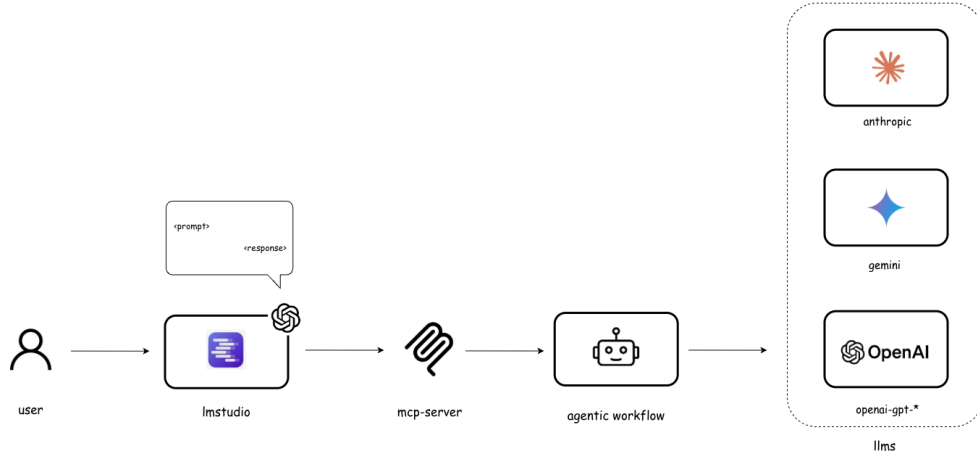 anthropic
gemini
<prompt>
<response>
OpenAI
user
lmstudio
mcp-server
agentic workflow
openai-gpt-*
llms